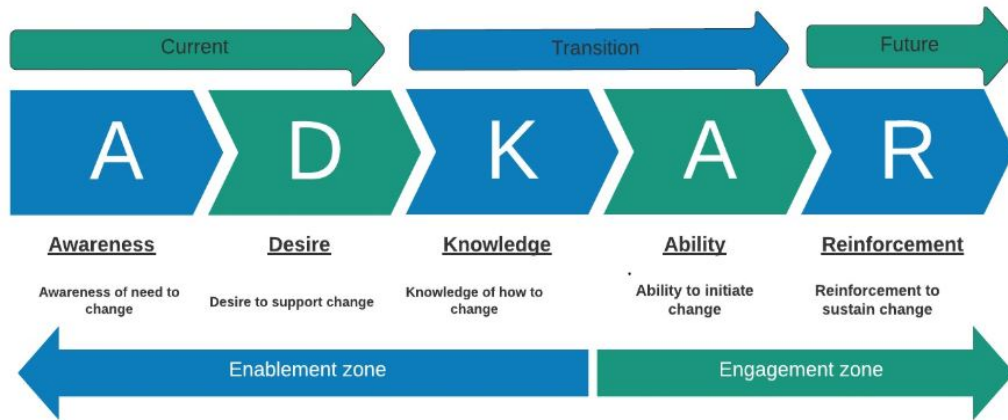 Current
Transition
Future
A
D
K
A
R
Awareness
Desire
Knowledge
Ability
Reinforcement
Awareness of need to
change
Desire to support change
Knowledge of how to
change
Ability to initiate
change
Reinforcement to
sustain change
Enablement zone
Engagement zone